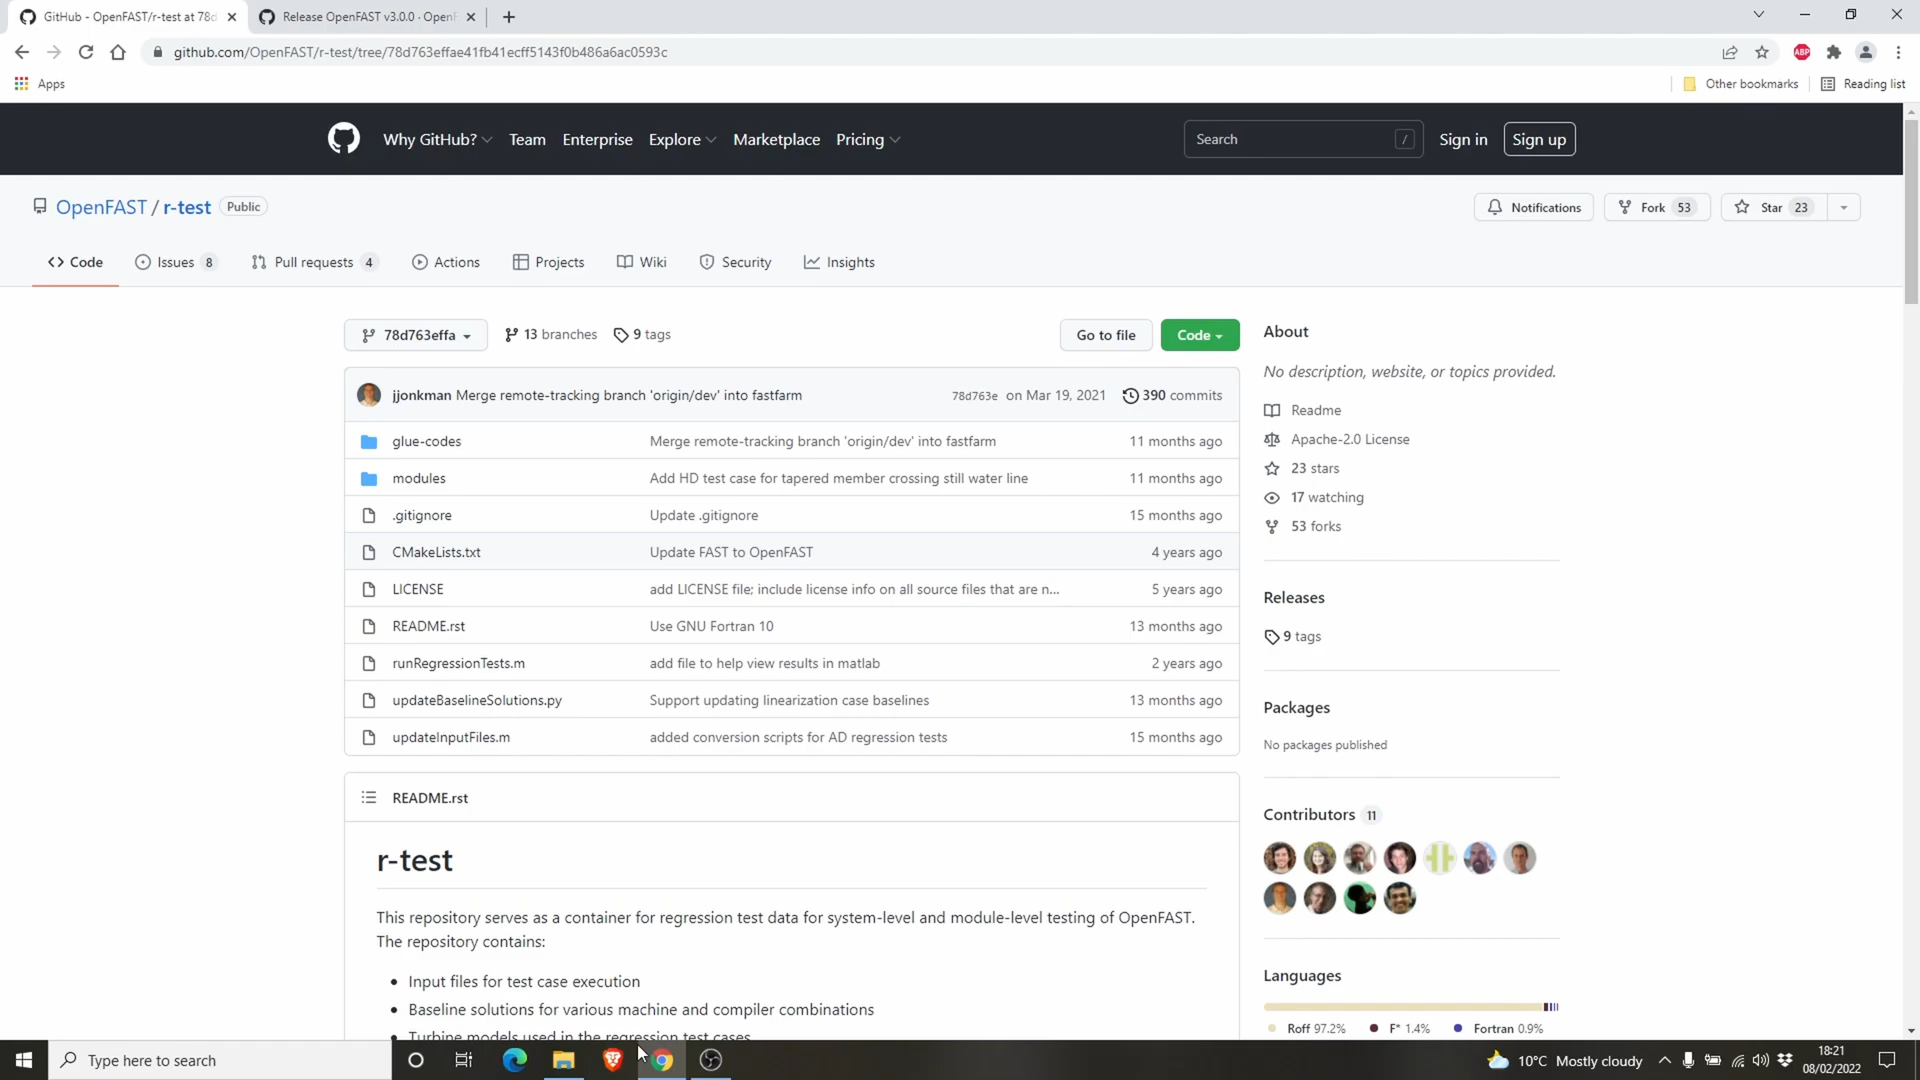 GitHub - OpenFAST/r-test at 78d
Release OpenFAST v3.0.0 · OpenF
github.com/OpenFAST/r-test/tree/78d763effae41fb41ecff5143f0b486a6ac0593c
ABP
Apps
Other bookmarks
Reading list
Why GitHub?
Team
Enterprise
Explore
Marketplace
Pricing
Search
/
Sign in
Sign up
OpenFAST / r-test Public
Notifications
Fork 53
Star 23
Code
Issues 8
Pull requests 4
Actions
Projects
Wiki
Security
Insights
78d763effa
13 branches
9 tags
Go to file
Code
jjonkman Merge remote-tracking branch 'origin/dev' into fastfarm 78d763e on Mar 19, 2021 390 commits
glue-codes Merge remote-tracking branch 'origin/dev' into fastfarm 11 months ago
modules Add HD test case for tapered member crossing still water line 11 months ago
.gitignore Update .gitignore 15 months ago
CMakeLists.txt Update FAST to OpenFAST 4 years ago
LICENSE add LICENSE file; include license info on all source files that are n... 5 years ago
README.rst Use GNU Fortran 10 13 months ago
runRegressionTests.m add file to help view results in matlab 2 years ago
updateBaselineSolutions.py Support updating linearization case baselines 13 months ago
updateInputFiles.m added conversion scripts for AD regression tests 15 months ago
README.rst
r-test
This repository serves as a container for regression test data for system-level and module-level testing of OpenFAST.
The repository contains:
• Input files for test case execution
• Baseline solutions for various machine and compiler combinations
• Turbine models used in the regression test cases
About
No description, website, or topics provided.
Readme
Apache-2.0 License
23 stars
17 watching
53 forks
Releases
9 tags
Packages
No packages published
Contributors 11
Languages
Roff 97.2%
F* 1.4%
Fortran 0.9%
Type here to search
10°C Mostly cloudy
18:21
08/02/2022